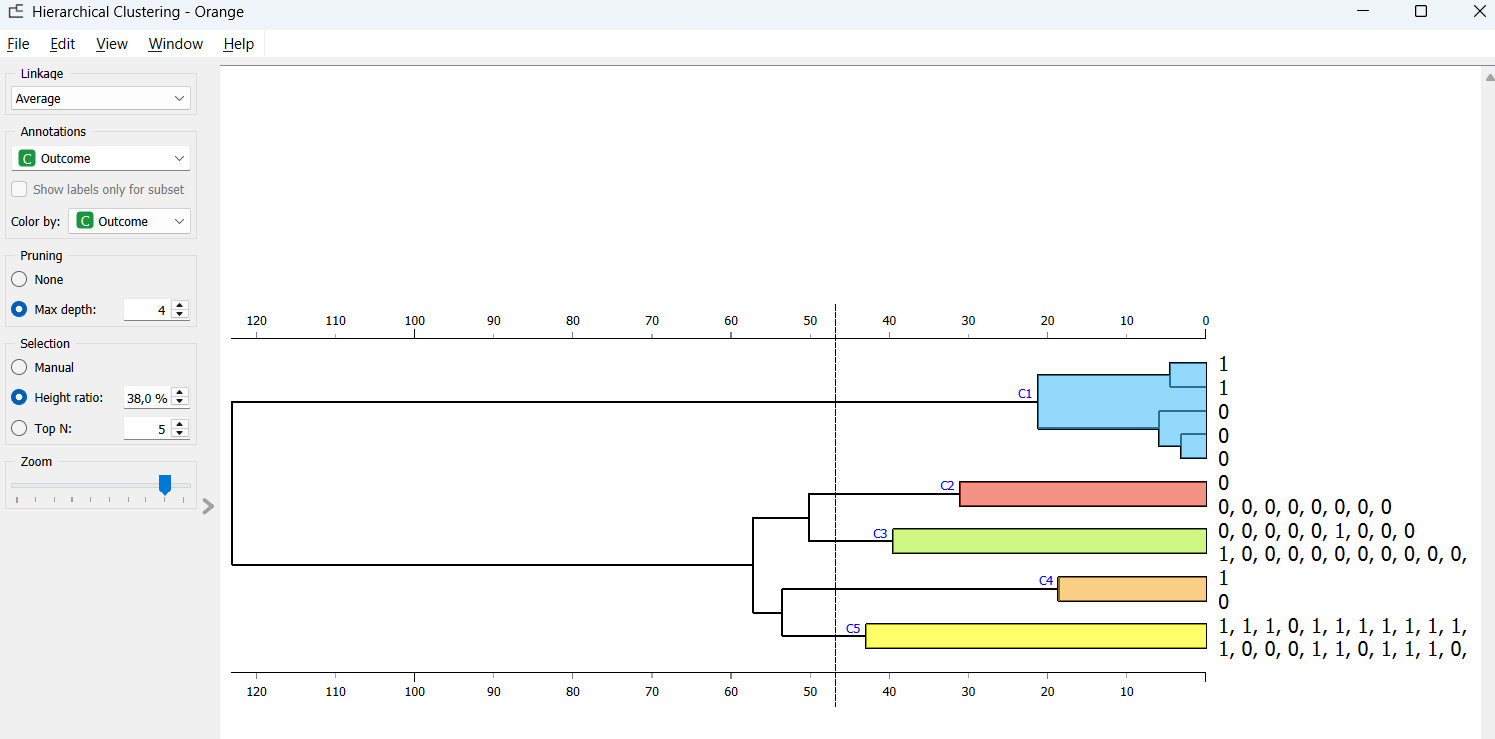 Hierarchical Clustering - Orange
File Edit View Window Help
Linkage
Average
Annotations
C Outcome
Show labels only for subset
Color by: C Outcome
Pruning
None
Max depth: 4
Selection
Manual
Height ratio: 38,0 %
Top N: 5
Zoom
120 110 100 90 80 70 60 50 40 30 20 10 0
C1
1
1
0
0
0
C2
0
0, 0, 0, 0, 0, 0, 0, 0
C3
0, 0, 0, 0, 0, 1, 0, 0, 0
1, 0, 0, 0, 0, 0, 0, 0, 0, 0, 0,
C4
1
0
C5
1, 1, 1, 0, 1, 1, 1, 1, 1, 1, 1,
1, 0, 0, 0, 1, 1, 0, 1, 1, 1, 0,
120 110 100 90 80 70 60 50 40 30 20 10